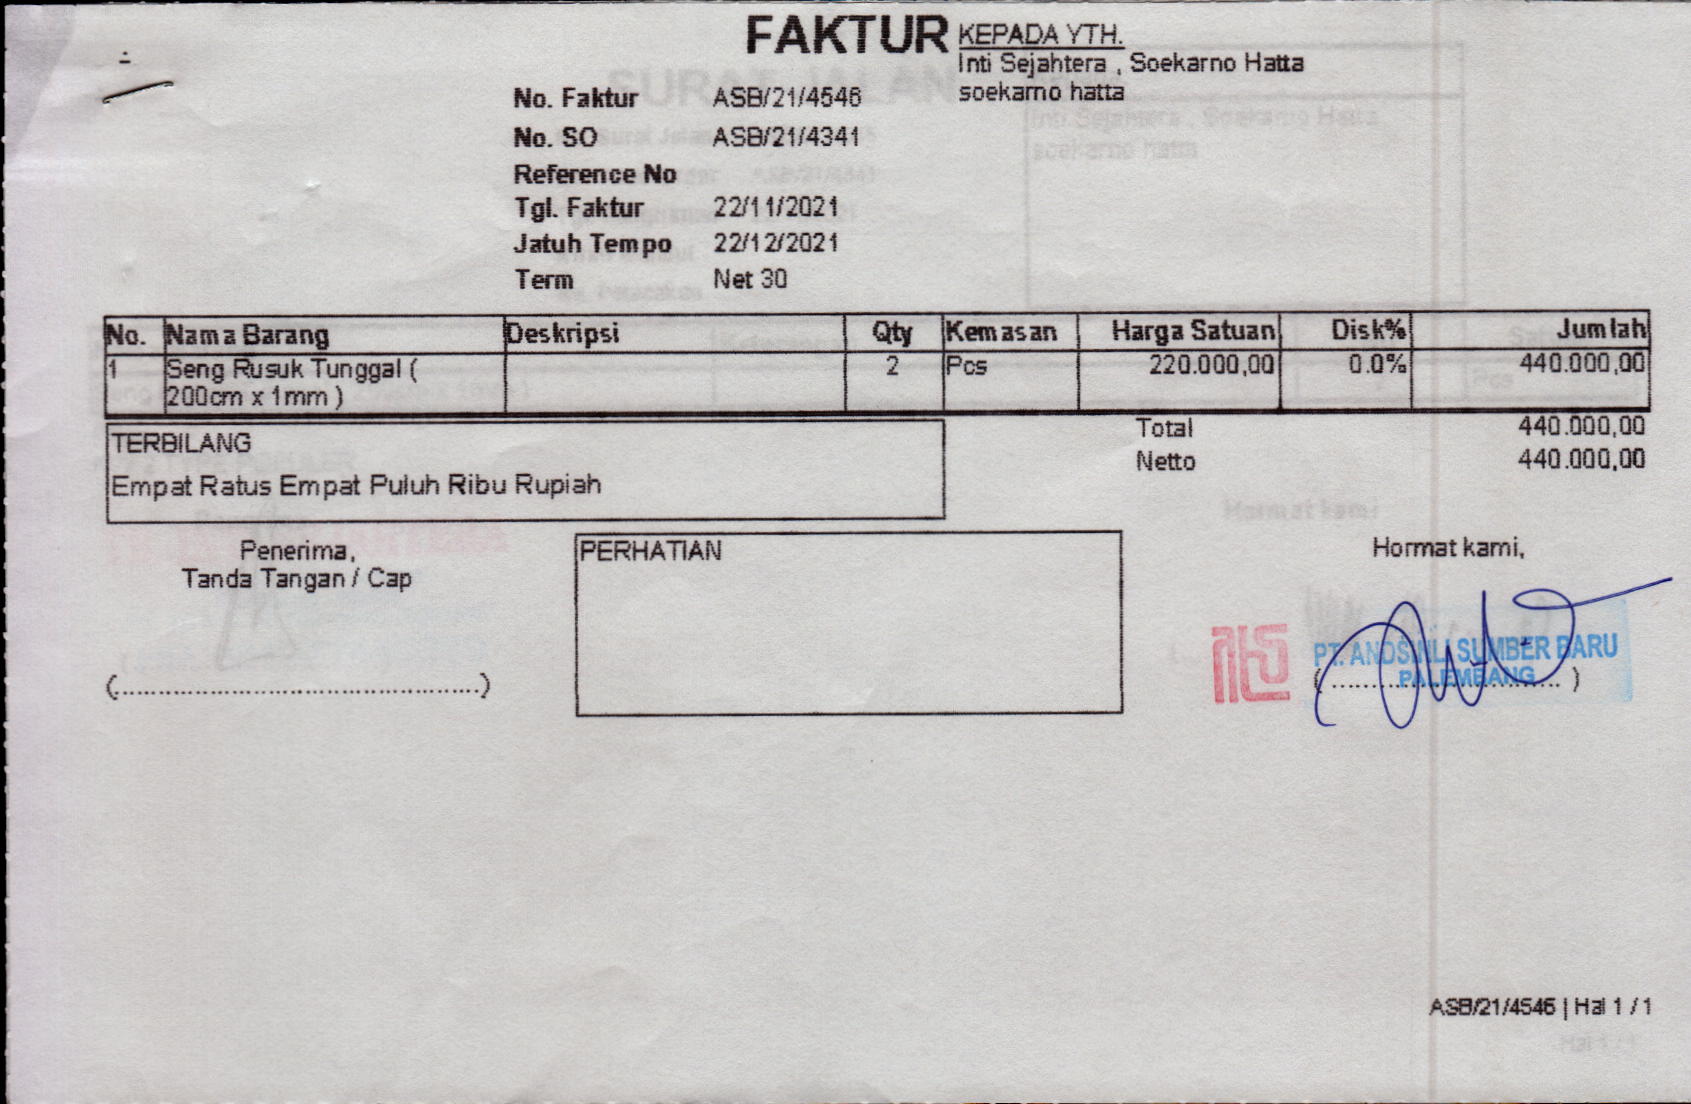 FAKTUR
KEPADA YTH.
Inti Sejahtera , Soekarno Hatta
soekarno hatta
No. Faktur ASB/21/4546
No. SO ASB/21/4341
Reference No
Tgl. Faktur 22/11/2021
Jatuh Tempo 22/12/2021
Term Net 30
No. Nama Barang Deskripsi Qty Kemasan Harga Satuan Disk% Jumlah
1 Seng Rusuk Tunggal ( 2 Pcs 220.000,00 0.0% 440.000,00
200cm x 1mm )
Total 440.000,00
Netto 440.000,00
TERBILANG
Empat Ratus Empat Puluh Ribu Rupiah
Penerima,
Tanda Tangan / Cap
(................................................)
PERHATIAN
Hormat kami,
SUMBER BARU
PALEMBANG
ASB/21/4546 | Hal 1 / 1